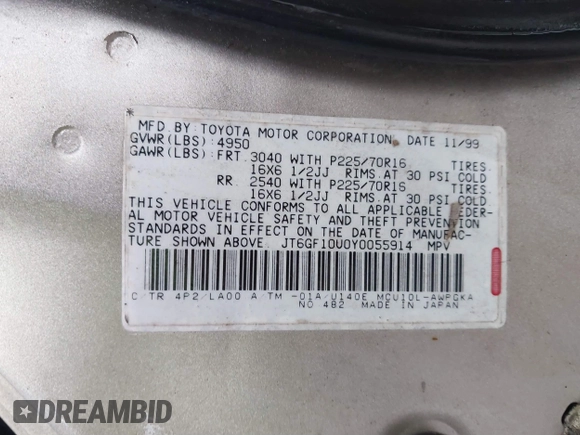 MFD. BY: TOYOTA MOTOR CORPORATION DATE 11/99
GVWR(LBS): 4950
GAWR(LBS): FRT. 3040 WITH P225/70R16 TIRES
16X6 1/2JJ RIMS.AT 30 PSI COLD
RR. 2540 WITH P225/70R16 TIRES
16X6 1/2JJ RIMS.AT 30 PSI COLD
THIS VEHICLE CONFORMS TO ALL APPLICABLE FEDER-
AL MOTOR VEHICLE SAFETY AND THEFT PREVENTION
STANDARDS IN EFFECT ON THE DATE OF MANUFAC-
TURE SHOWN ABOVE. JT6GF10U0Y0055914 MPV
C/TR 4P2/LA00 A/TM -01A/U140E MCU10L-AWPGKA
NO 482 MADE IN JAPAN
DREAMBID